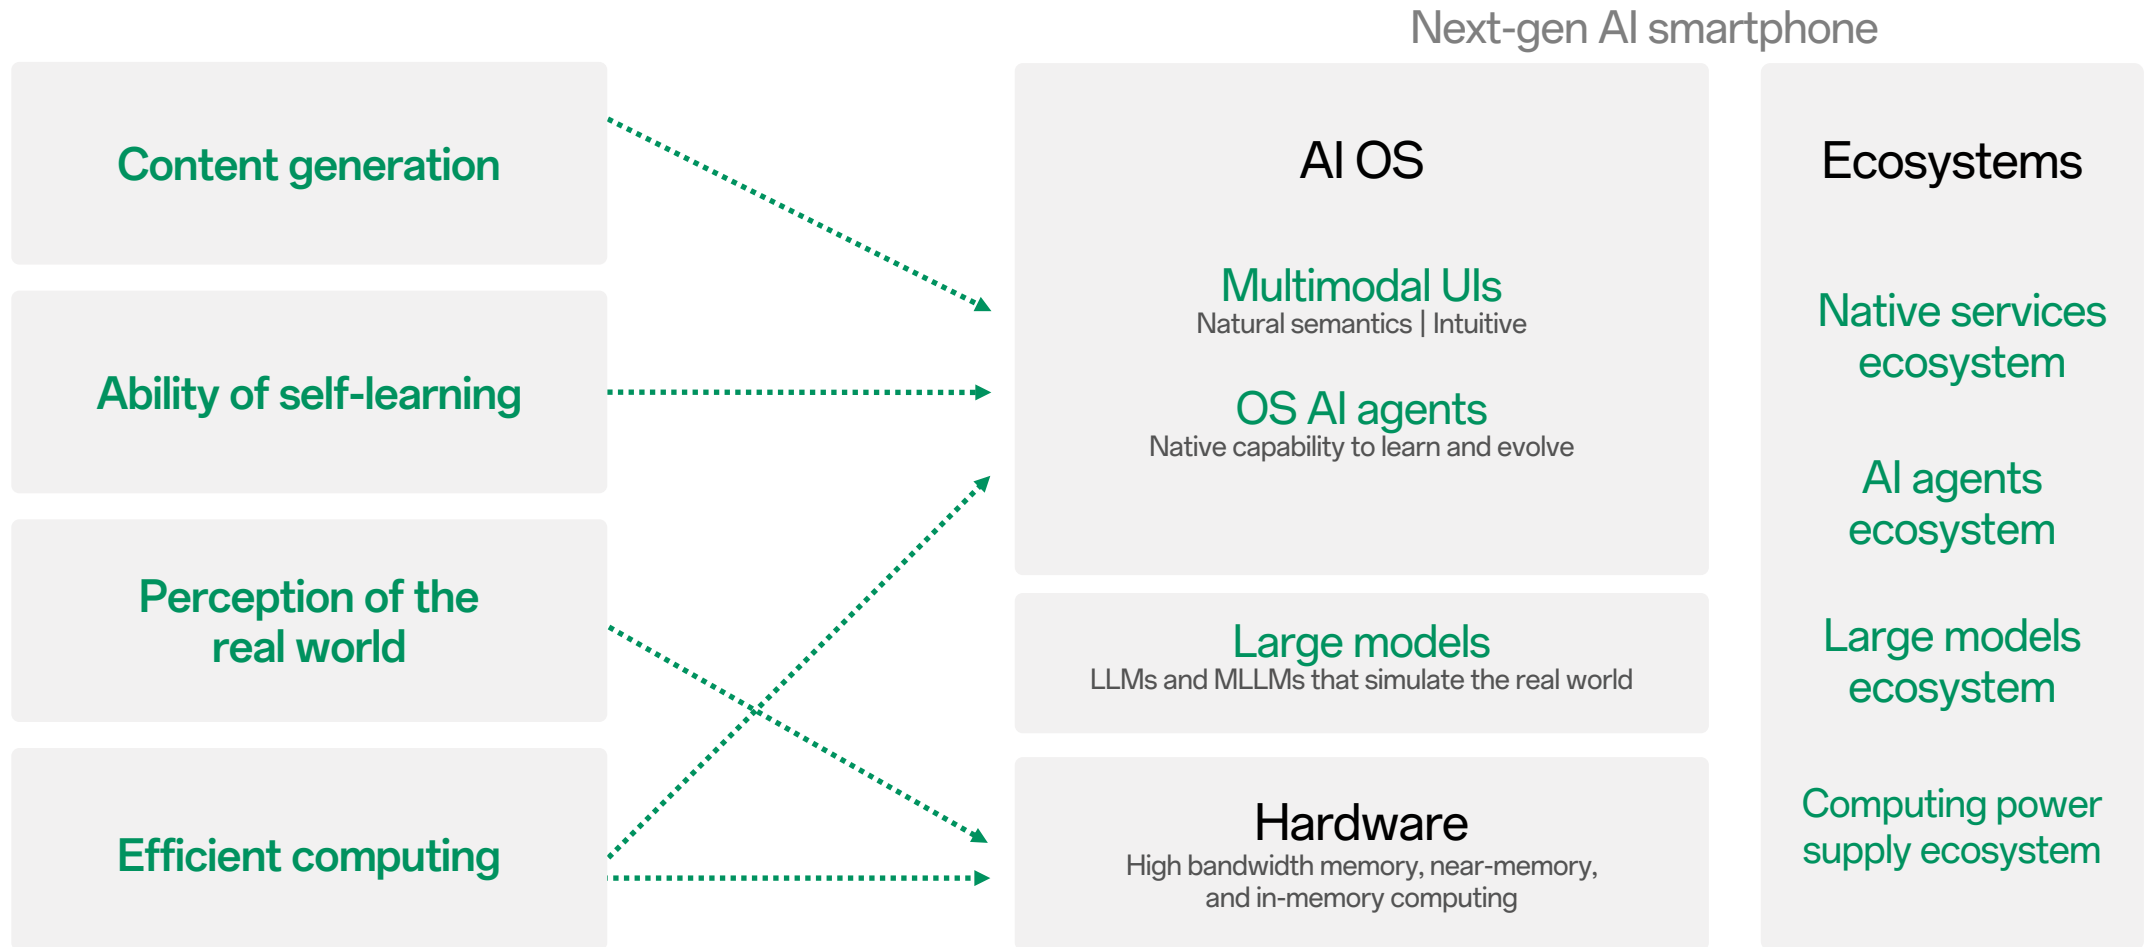 Next-gen AI smartphone
Content generation
Ability of self-learning
Perception of the
real world
Efficient computing
AI OS
Multimodal UIs
Natural semantics | Intuitive
OS AI agents
Native capability to learn and evolve
Large models
LLMs and MLLMs that simulate the real world
Hardware
High bandwidth memory, near-memory,
and in-memory computing
Ecosystems
Native services
ecosystem
AI agents
ecosystem
Large models
ecosystem
Computing power
supply ecosystem